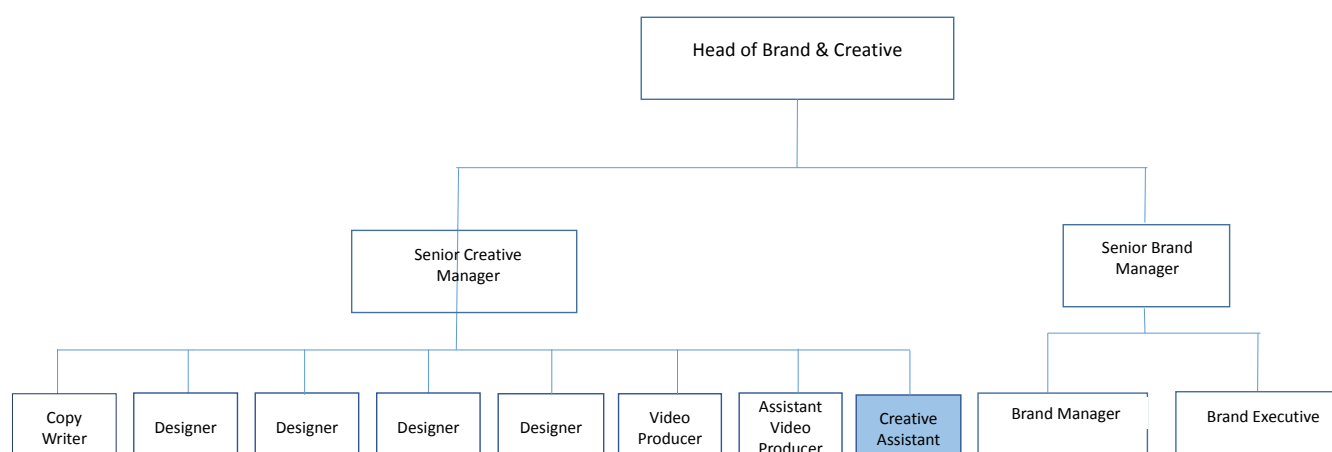 Head of Brand & Creative
Senior Creative
Manager
Senior Brand
Manager
Copy
Writer
Designer
Designer
Designer
Designer
Video
Producer
Assistant
Video
Producer
Creative
Assistant
Brand Manager
Brand Executive